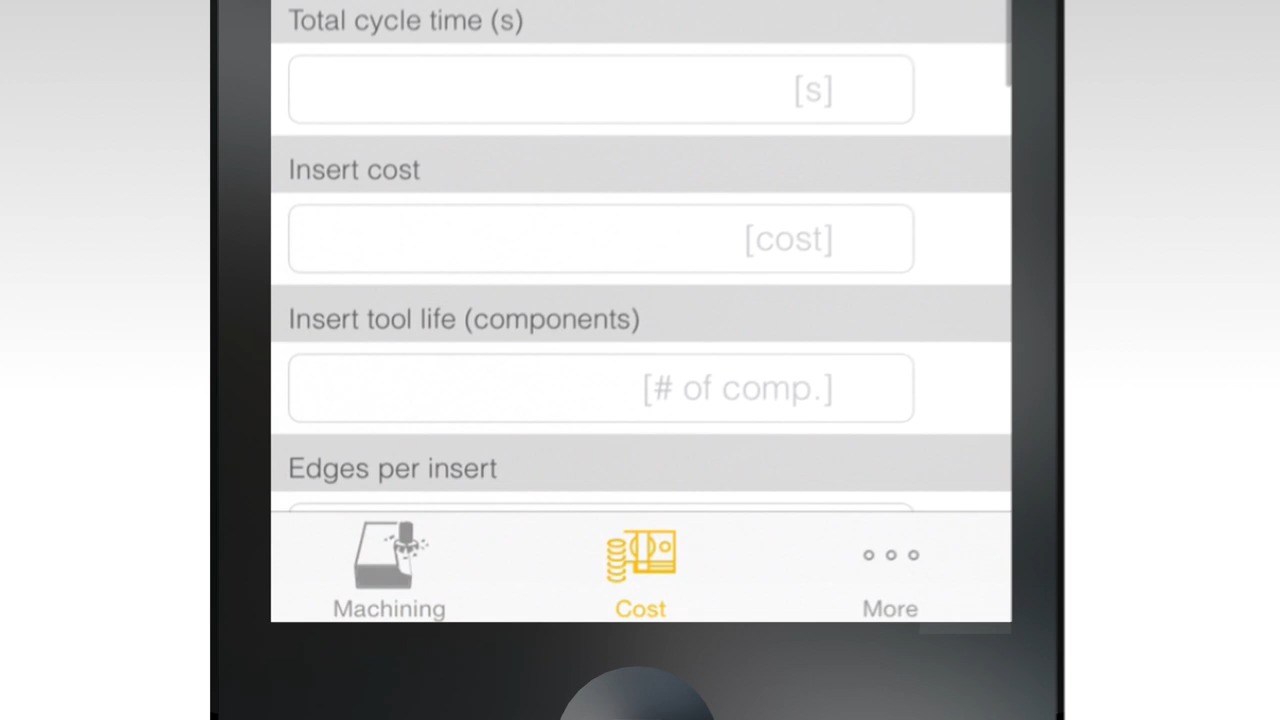 Total cycle time (s)
[s]
Insert cost
[cost]
Insert tool life (components)
[# of comp.]
Edges per insert
Machining
Cost
More